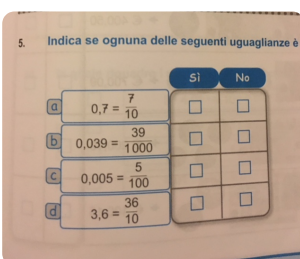 5. Indica se ognuna delle seguenti uguaglianze è
Sì No
a 0,7 = 7/10
b 0,039 = 39/1000
c 0,005 = 5/100
d 3,6 = 36/10